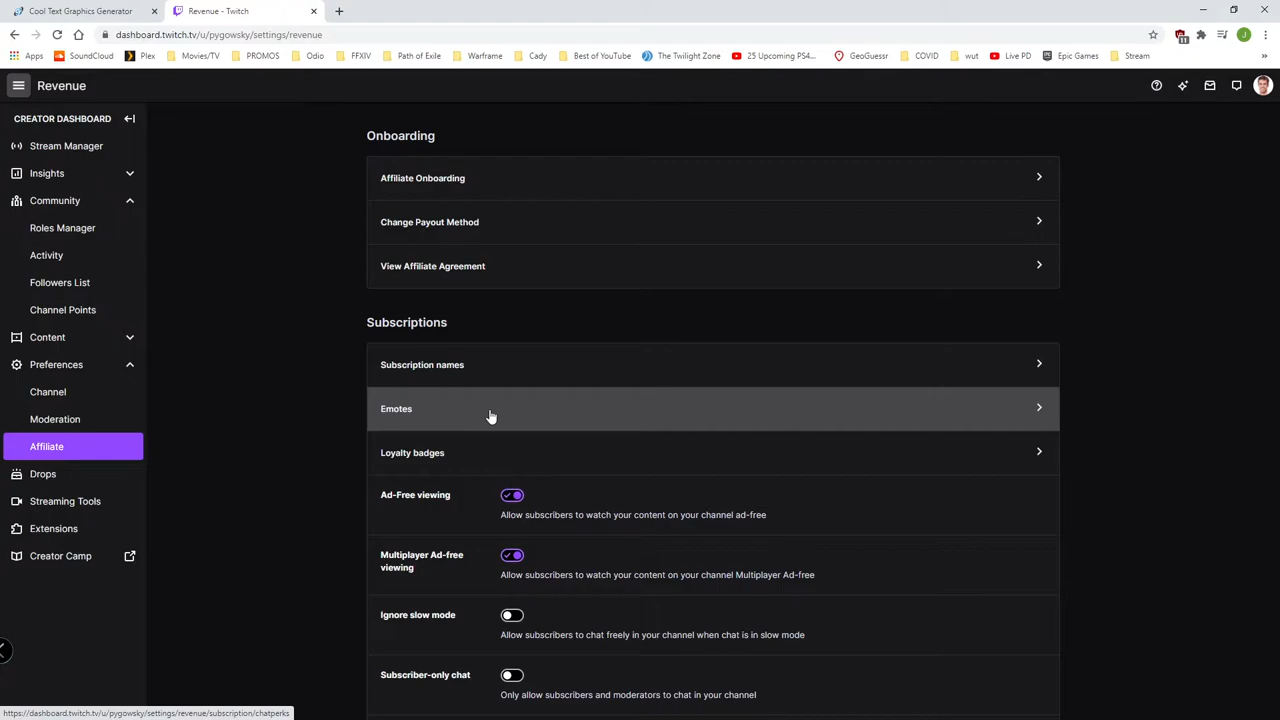 Cool Text Graphics Generator
Revenue - Twitch
dashboard.twitch.tv/u/pygowsky/settings/revenue
11
J
Apps SoundCloud Plex Movies/TV PROMOS Odio FFXIV Path of Exile Warframe Cady Best of YouTube The Twilight Zone 25 Upcoming PS4... GeoGuessr COVID wut Live PD Epic Games Stream
Revenue
CREATOR DASHBOARD
Stream Manager
Insights
Community
Roles Manager
Activity
Followers List
Channel Points
Content
Preferences
Channel
Moderation
Affiliate
Drops
Streaming Tools
Extensions
Creator Camp
Onboarding
Affiliate Onboarding
Change Payout Method
View Affiliate Agreement
Subscriptions
Subscription names
Emotes
Loyalty badges
Ad-Free viewing
Allow subscribers to watch your content on your channel ad-free
Multiplayer Ad-free
viewing
Allow subscribers to watch your content on your channel Multiplayer Ad-free
Ignore slow mode
Allow subscribers to chat freely in your channel when chat is in slow mode
Subscriber-only chat
Only allow subscribers and moderators to chat in your channel
https://dashboard.twitch.tv/u/pygowsky/settings/revenue/subscription/chatperks